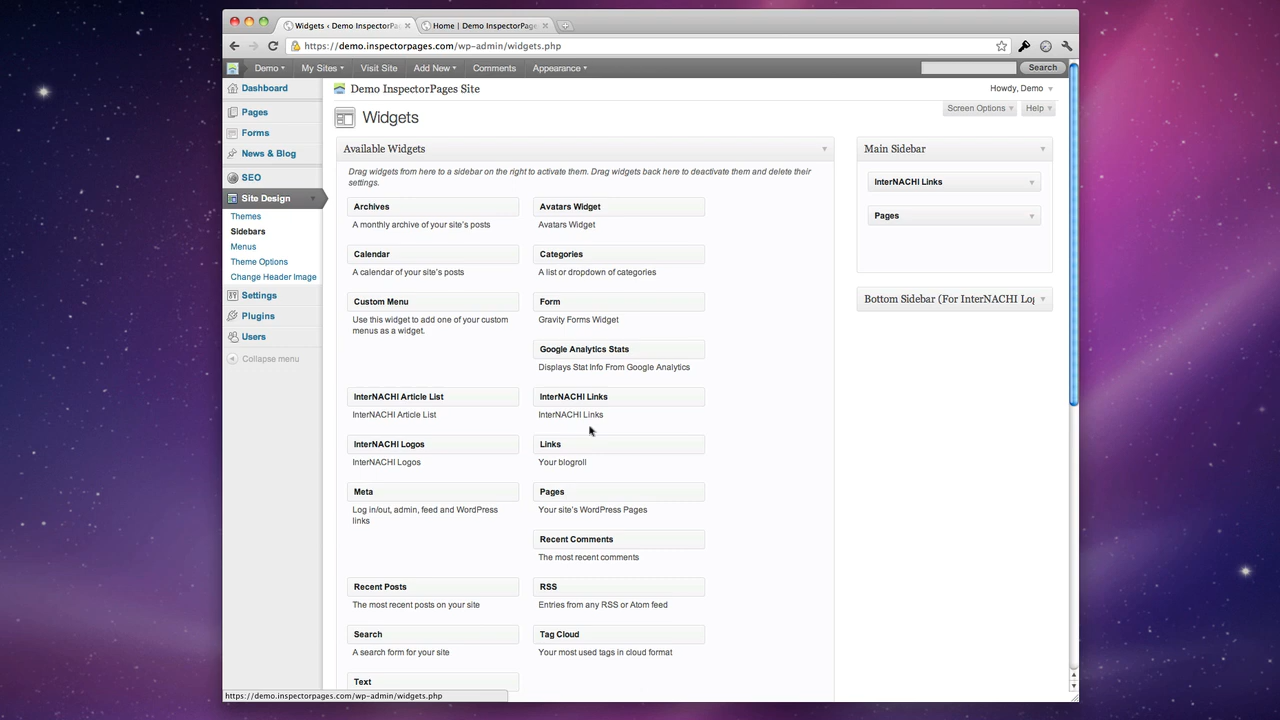 Widgets ‹ Demo InspectorPa
Home | Demo InspectorPage
https://demo.inspectorpages.com/wp-admin/widgets.php
Demo
My Sites
Visit Site
Add New
Comments
Appearance
Search
Dashboard
Pages
Forms
News & Blog
SEO
Site Design
Themes
Sidebars
Menus
Theme Options
Change Header Image
Settings
Plugins
Users
Collapse menu
Demo InspectorPages Site
Howdy, Demo
Screen Options
Help
Widgets
Available Widgets
Drag widgets from here to a sidebar on the right to activate them. Drag widgets back here to deactivate them and delete their
settings.
Archives
A monthly archive of your site's posts
Avatars Widget
Avatars Widget
Calendar
A calendar of your site's posts
Categories
A list or dropdown of categories
Custom Menu
Use this widget to add one of your custom
menus as a widget.
Form
Gravity Forms Widget
Google Analytics Stats
Displays Stat Info From Google Analytics
InterNACHI Article List
InterNACHI Article List
InterNACHI Links
InterNACHI Links
InterNACHI Logos
InterNACHI Logos
Links
Your blogroll
Meta
Log in/out, admin, feed and WordPress
links
Pages
Your site's WordPress Pages
Recent Comments
The most recent comments
Recent Posts
The most recent posts on your site
RSS
Entries from any RSS or Atom feed
Search
A search form for your site
Tag Cloud
Your most used tags in cloud format
Text
Main Sidebar
InterNACHI Links
Pages
Bottom Sidebar (For InterNACHI Log
https://demo.inspectorpages.com/wp-admin/widgets.php